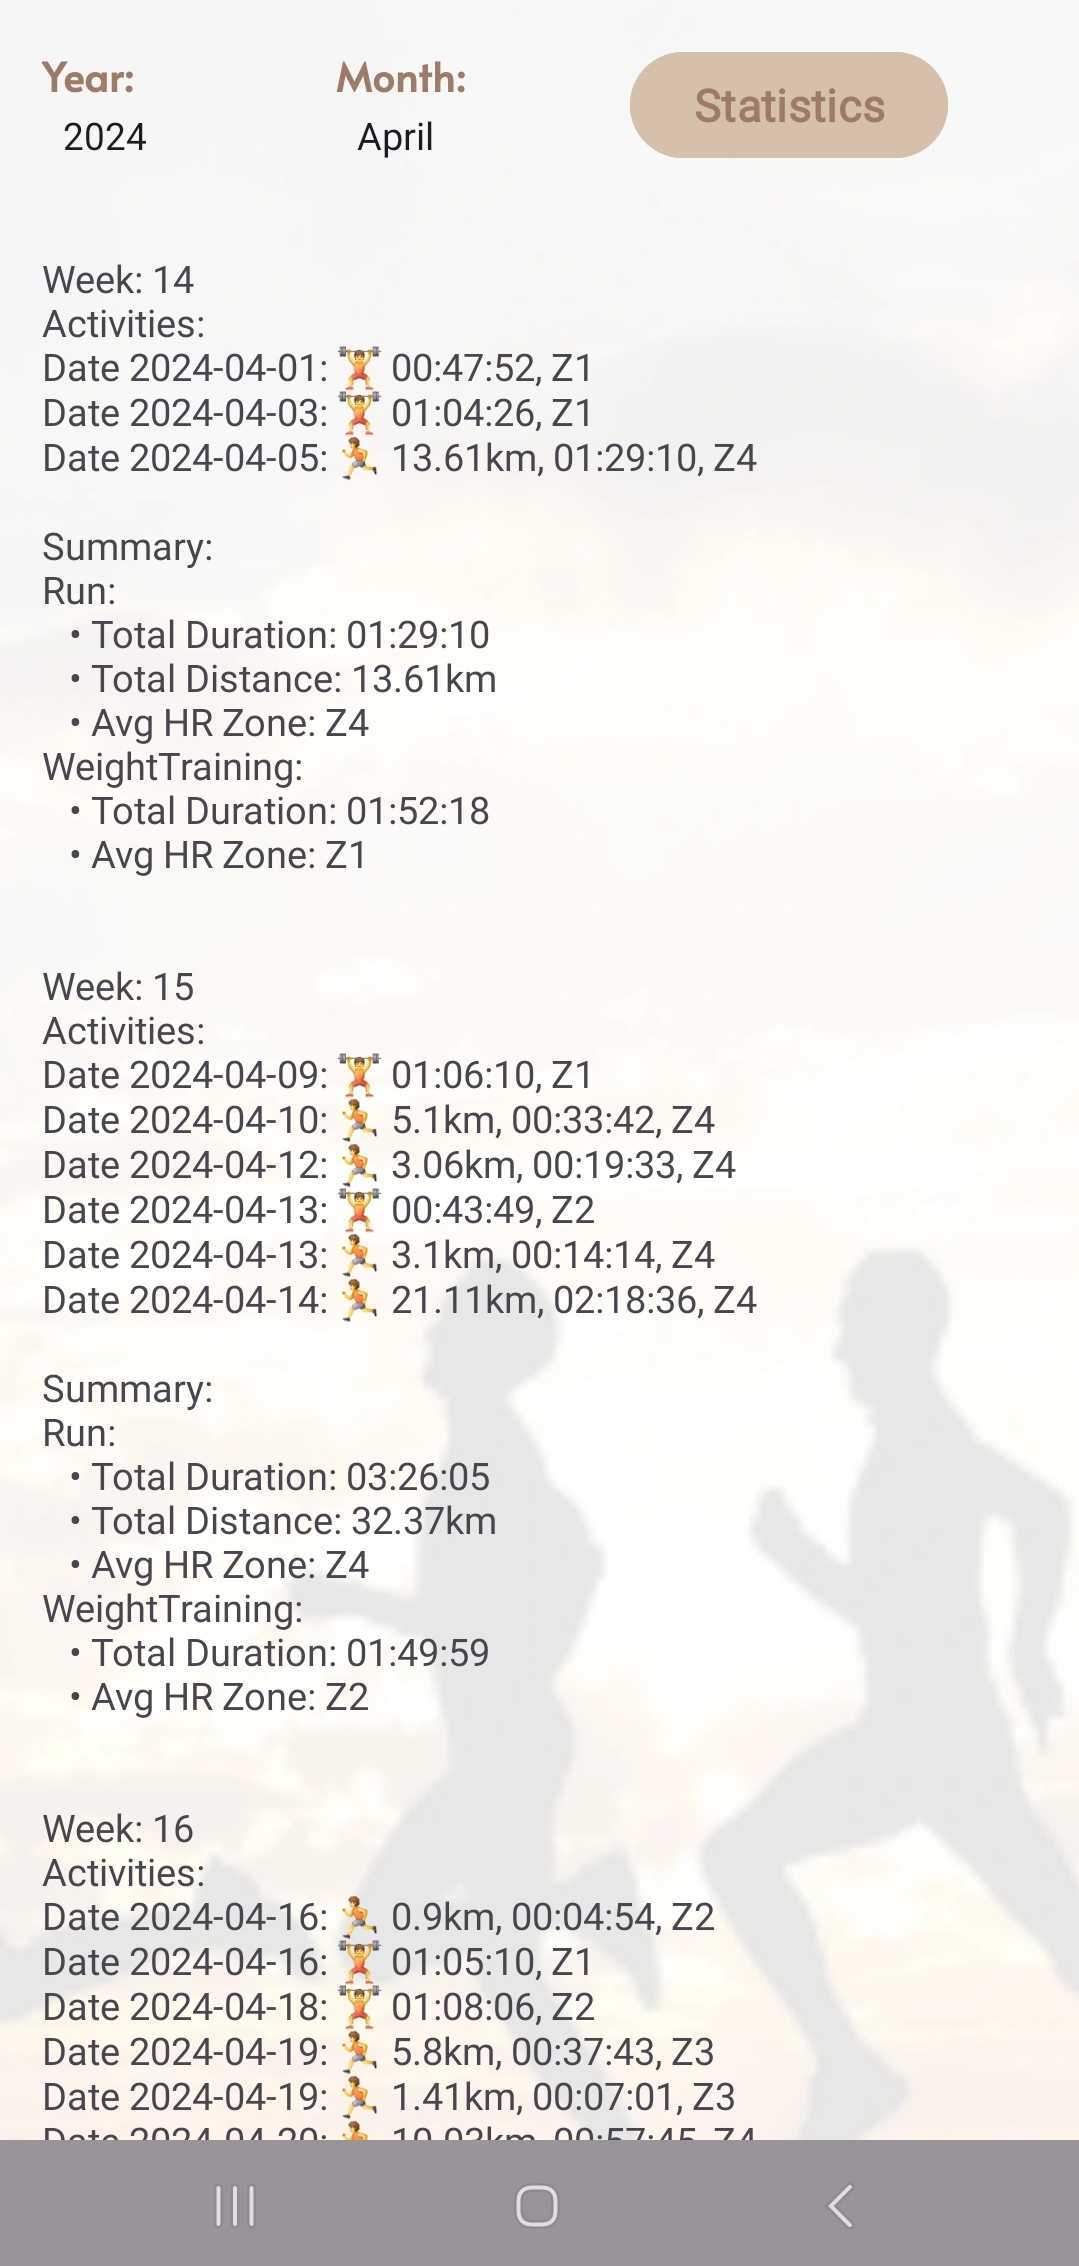 Year: Month: Statistics
2024 April
Week: 14
Activities:
Date 2024-04-01: 🏋 00:47:52, Z1
Date 2024-04-03: 🏋 01:04:26, Z1
Date 2024-04-05: 🏃 13.61km, 01:29:10, Z4
Summary:
Run:
• Total Duration: 01:29:10
• Total Distance: 13.61km
• Avg HR Zone: Z4
WeightTraining:
• Total Duration: 01:52:18
• Avg HR Zone: Z1
Week: 15
Activities:
Date 2024-04-09: 🏋 01:06:10, Z1
Date 2024-04-10: 🏃 5.1km, 00:33:42, Z4
Date 2024-04-12: 🏃 3.06km, 00:19:33, Z4
Date 2024-04-13: 🏋 00:43:49, Z2
Date 2024-04-13: 🏃 3.1km, 00:14:14, Z4
Date 2024-04-14: 🏃 21.11km, 02:18:36, Z4
Summary:
Run:
• Total Duration: 03:26:05
• Total Distance: 32.37km
• Avg HR Zone: Z4
WeightTraining:
• Total Duration: 01:49:59
• Avg HR Zone: Z2
Week: 16
Activities:
Date 2024-04-16: 🏃 0.9km, 00:04:54, Z2
Date 2024-04-16: 🏋 01:05:10, Z1
Date 2024-04-18: 🏋 01:08:06, Z2
Date 2024-04-19: 🏃 5.8km, 00:37:43, Z3
Date 2024-04-19: 🏃 1.41km, 00:07:01, Z3
Date 2024-04-20: 🏃